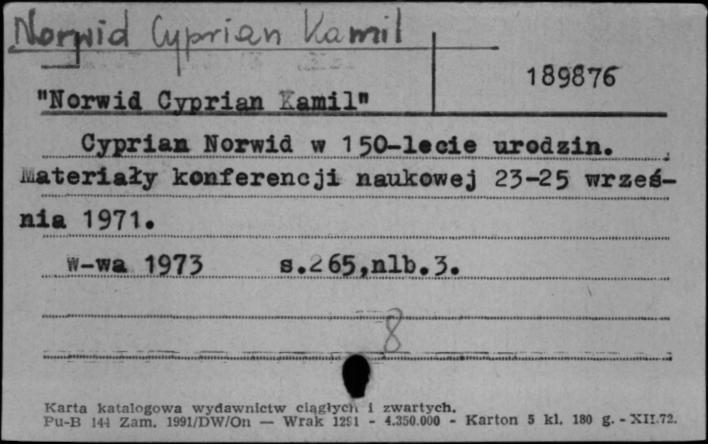 Norwid Cyprian Kamil
189876
"Norwid Cyprian Kamil"
Cyprian Norwid w 150-lecie urodzin.
Materiały konferencji naukowej 23-25 wrześ-
nia 1971.
W-wa 1973 s.265,nlb.3.
8
Karta katalogowa wydawnictw ciągłych i zwartych.
Pu-B 144 Zam. 1991/DW/On — Wrak 1291 - 4.350.000 - Karton 5 kl. 180 g. - XII.72.